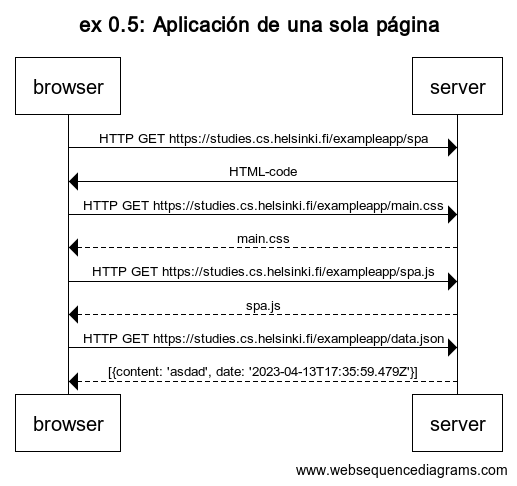 ex 0.5: Aplicación de una sola página
browser
server
HTTP GET https://studies.cs.helsinki.fi/exampleapp/spa
HTML-code
HTTP GET https://studies.cs.helsinki.fi/exampleapp/main.css
main.css
HTTP GET https://studies.cs.helsinki.fi/exampleapp/spa.js
spa.js
HTTP GET https://studies.cs.helsinki.fi/exampleapp/data.json
[{content: 'asdad', date: '2023-04-13T17:35:59.479Z'}]
browser
server
www.websequencediagrams.com